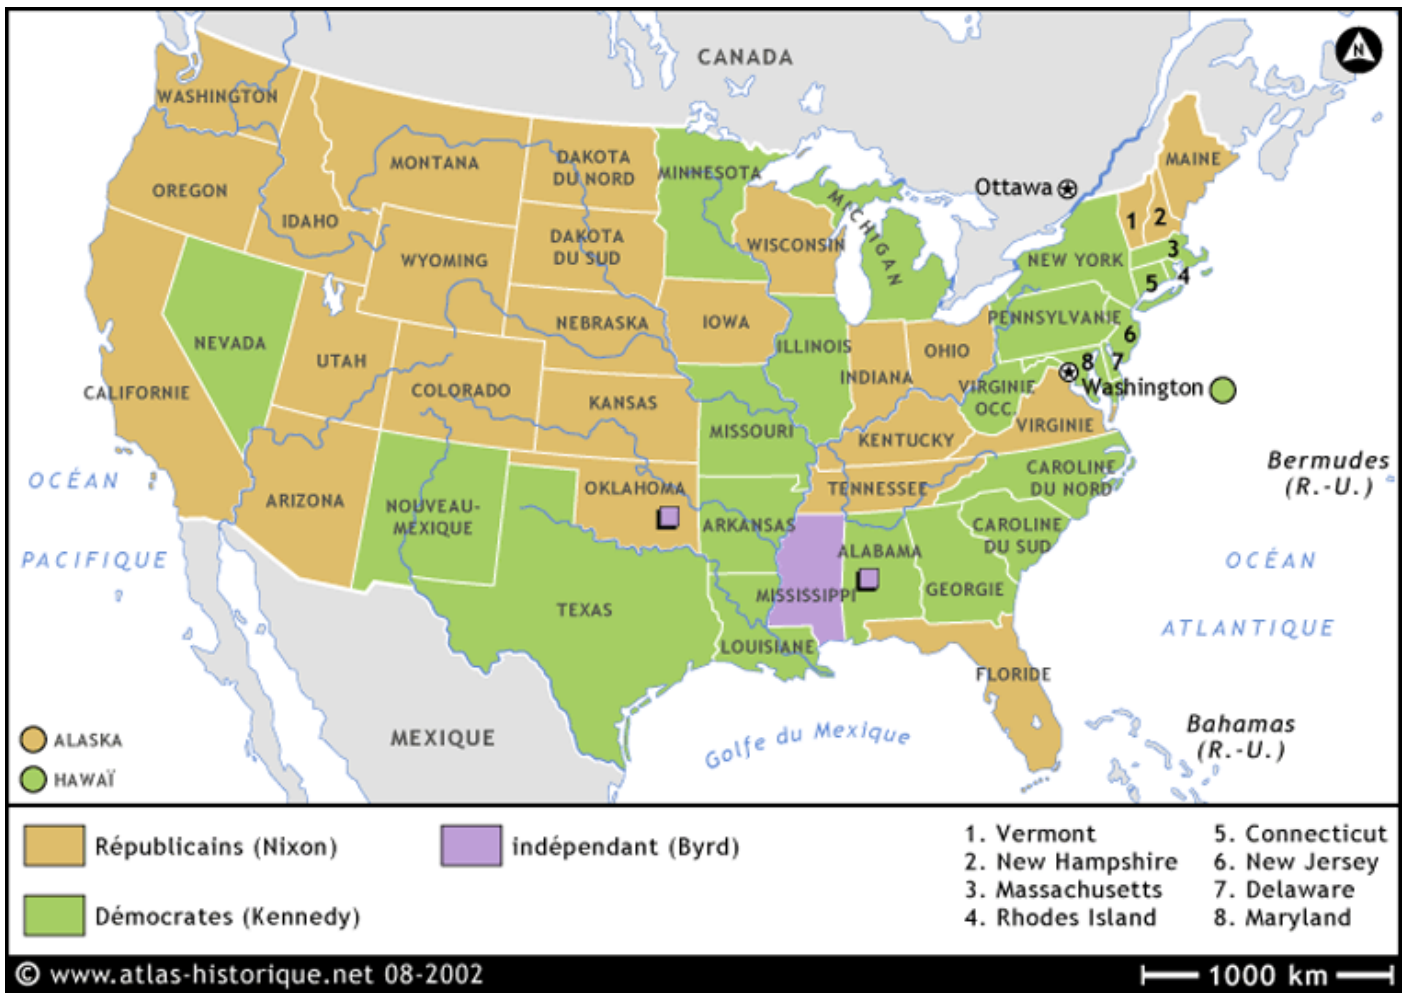 CANADA
N
WASHINGTON
MONTANA
DAKOTA
DU NORD
MINNESOTA
MAINE
OREGON
IDAHO
Ottawa
MICHIGAN
1
2
WYOMING
DAKOTA
DU SUD
WISCONSIN
NEW YORK
3
4
5
NEVADA
NEBRASKA
IOWA
ILLINOIS
PENNSYLVANIE
6
UTAH
COLORADO
INDIANA
OHIO
8
7
Washington
CALIFORNIE
KANSAS
VIRGINIE
OCC.
MISSOURI
KENTUCKY
VIRGINIE
OCÉAN
PACIFIQUE
ARIZONA
NOUVEAU-
MEXIQUE
OKLAHOMA
TENNESSEE
CAROLINE
DU NORD
Bermudes
(R.-U.)
ARKANSAS
ALABAMA
CAROLINE
DU SUD
OCÉAN
ATLANTIQUE
TEXAS
MISSISSIPPI
GEORGIE
LOUISIANE
FLORIDE
MEXIQUE
Golfe du Mexique
Bahamas
(R.-U.)
ALASKA
HAWAÏ
Républicains (Nixon)
indépendant (Byrd)
Démocrates (Kennedy)
1. Vermont
2. New Hampshire
3. Massachusetts
4. Rhodes Island
5. Connecticut
6. New Jersey
7. Delaware
8. Maryland
© www.atlas-historique.net 08-2002
1000 km